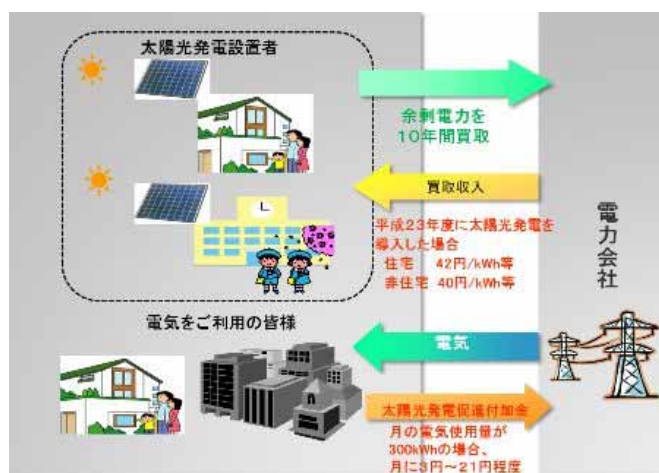 太陽光発電設置者
余剰電力を
10年間買取
買取収入
平成23年度に太陽光発電を
導入した場合
住宅 42円/kWh等
非住宅 40円/kWh等
電力会社
電気をご利用の皆様
電気
太陽光発電促進付加金
月の電気使用量が
300kWhの場合、
月に3円～21円程度